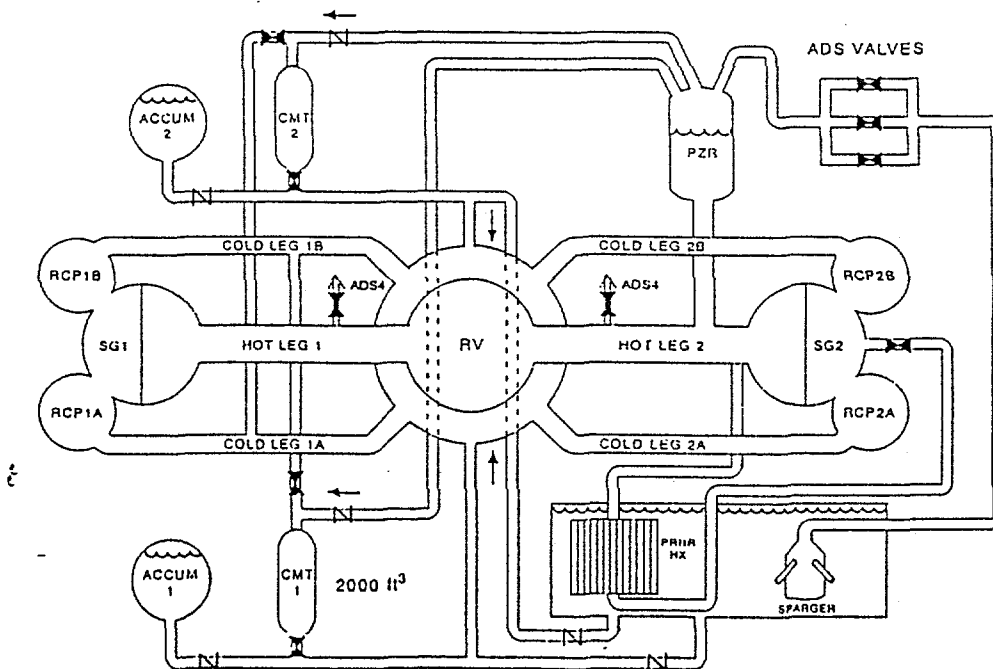 ADS VALVES
ACCUM
2
CMT
2
PZR
COLD LEG 1B
COLD LEG 2B
RCP1B
ADS4
ADS4
RCP2B
SG1
HOT LEG 1
RV
HOT LEG 2
SG2
RCP1A
RCP2A
COLD LEG 1A
COLD LEG 2A
ACCUM
1
CMT
1
2000 ft³
PRHR
HX
SPARGER